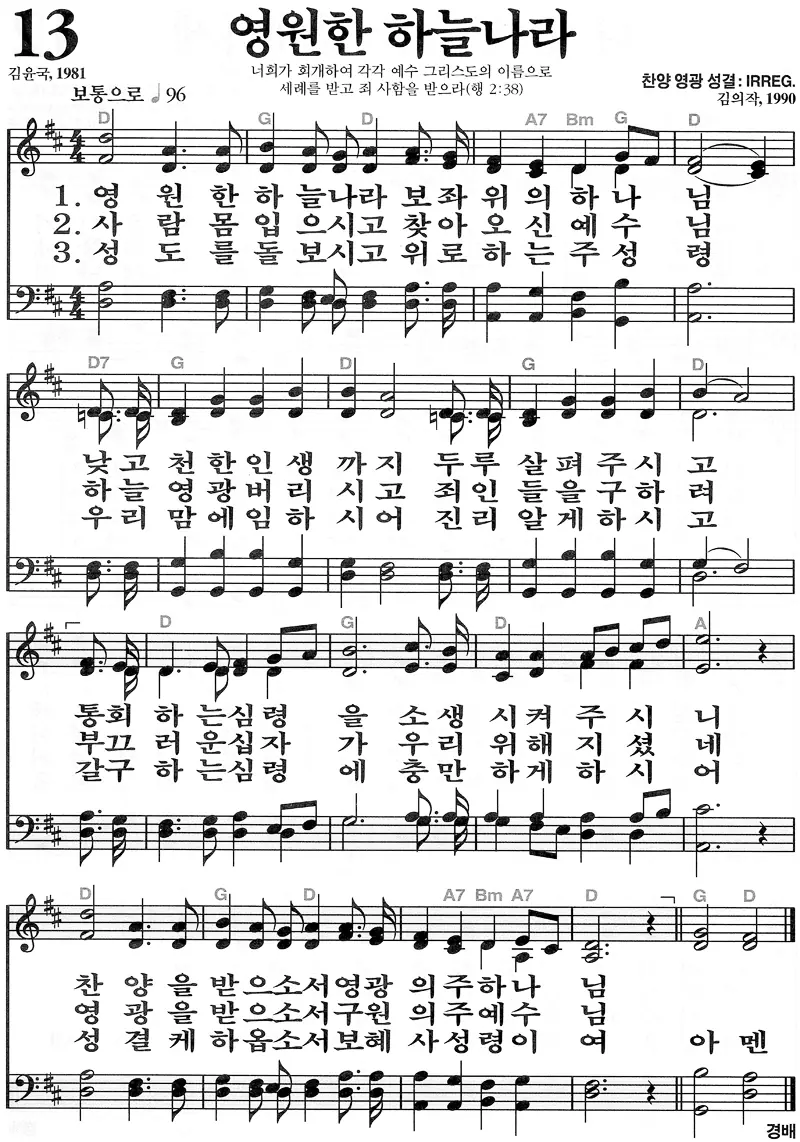 13
영원한 하늘나라
김윤국, 1981
너희가 회개하여 각각 예수 그리스도의 이름으로
세례를 받고 죄 사함을 받으라(행 2:38)
보통으로 ♩96
찬양 영광 성결: IRREG.
김의작, 1990
D G D A7 Bm G D
4/4
1. 영 원 한 하 늘나라 보좌 위 의 하 나 님
2. 사 람 몸 입 으시고 찾아 오 신 예 수 님
3. 성 도 를 돌 보시고 위로 하 는 주 성 령
4/4
D7 G D G D
낮고 천 한 인 생 까 지 두루 살 펴 주 시 고
하늘 영 광 버 리 시 고 죄인 들 을 구 하 려
우리 맘 에 임 하 시 어 진리 알 게 하 시 고
D G D A
통회 하 는심 령 을 소생 시 켜 주 시 니
부끄 러 운십 자 가 우리 위 해 지 셨 네
갈구 하 는심 령 에 충만 하 게 하 시 어
D G D A7 Bm A7 D G D
찬 양 을 받 으소서 영광 의 주 하 나 님
영 광 을 받 으소서 구원 의 주 예 수 님
성 결 케 하 옵소서 보혜 사 성 령 이 여 아 멘
경배